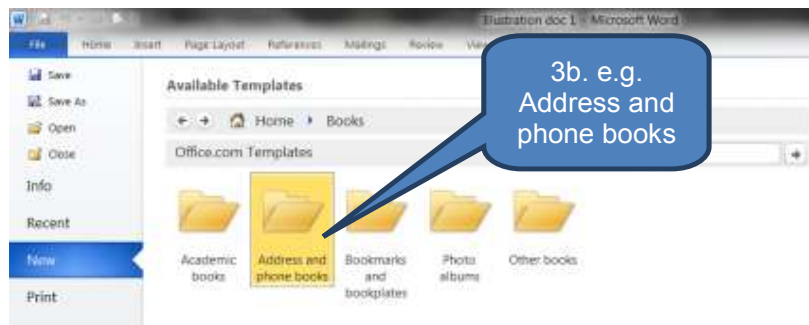 Illustration doc 1 - Microsoft Word
File Home Insert Page Layout References Mailings Review View
Save
Save As
Open
Close
Info
Recent
New
Print
Available Templates
Home Books
Office.com Templates
Academic
books
Address and
phone books
Bookmarks
and
bookplates
Photo
albums
Other books
3b. e.g.
Address and
phone books